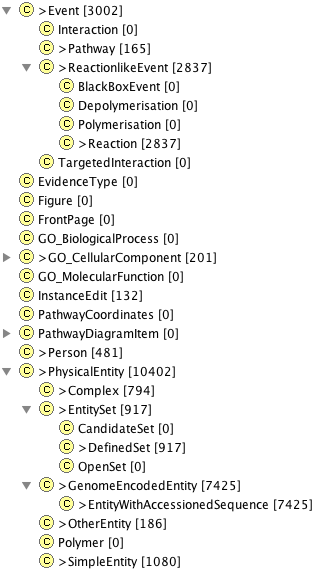 C >Event [3002]
C Interaction [0]
C >Pathway [165]
C >ReactionlikeEvent [2837]
C BlackBoxEvent [0]
C Depolymerisation [0]
C Polymerisation [0]
C >Reaction [2837]
C TargetedInteraction [0]
C EvidenceType [0]
C Figure [0]
C FrontPage [0]
C GO_BiologicalProcess [0]
C >GO_CellularComponent [201]
C GO_MolecularFunction [0]
C InstanceEdit [132]
C PathwayCoordinates [0]
C PathwayDiagramItem [0]
C >Person [481]
C >PhysicalEntity [10402]
C >Complex [794]
C >EntitySet [917]
C CandidateSet [0]
C >DefinedSet [917]
C OpenSet [0]
C >GenomeEncodedEntity [7425]
C >EntityWithAccessionedSequence [7425]
C >OtherEntity [186]
C Polymer [0]
C >SimpleEntity [1080]